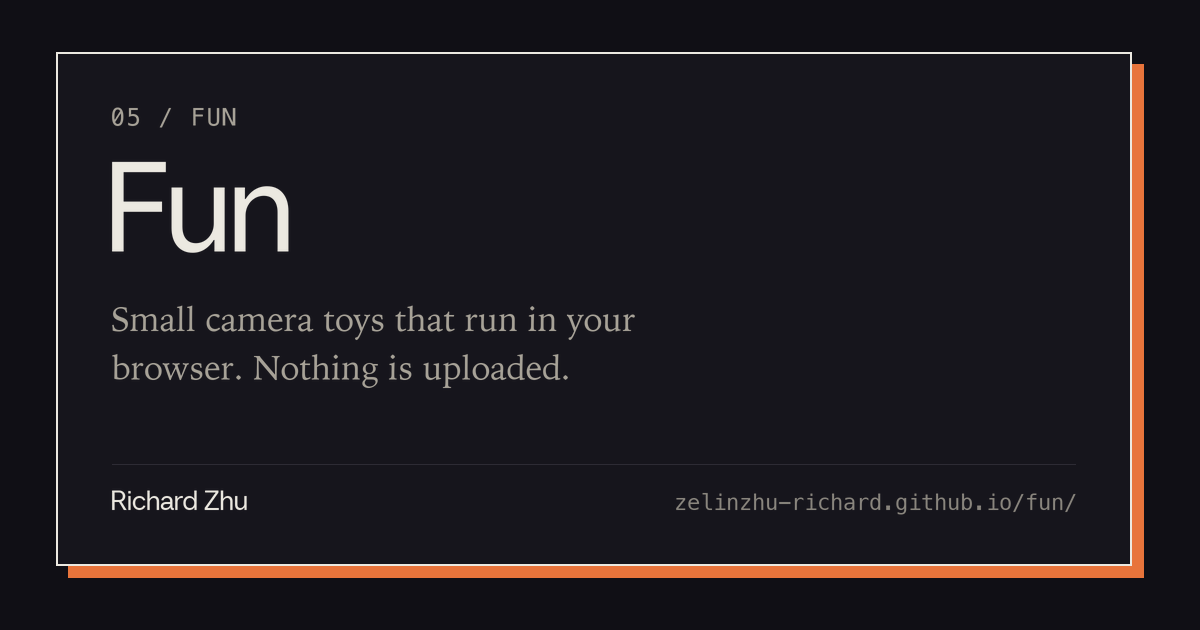 05 / FUN
Fun
Small camera toys that run in your
browser. Nothing is uploaded.
Richard Zhu
zelinzhu-richard.github.io/fun/